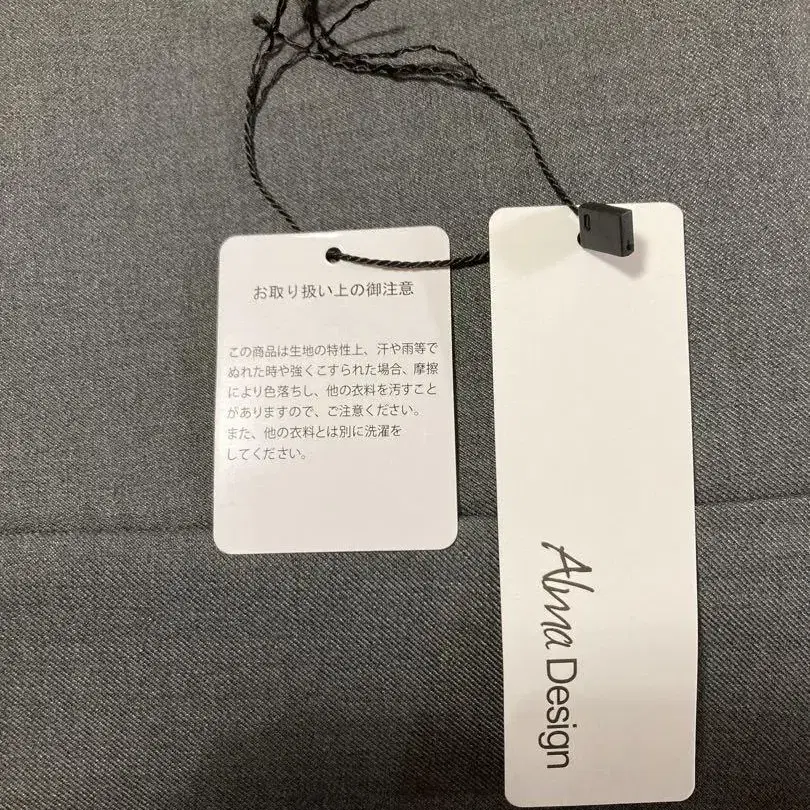 お取り扱い上の御注意
この商品は生地の特性上、汗や雨等で
ぬれた時や強くこすられた場合、摩擦
により色落ちし、他の衣料を汚すこと
がありますので、ご注意ください。
また、他の衣料とは別に洗濯を
してください。
Alma Design